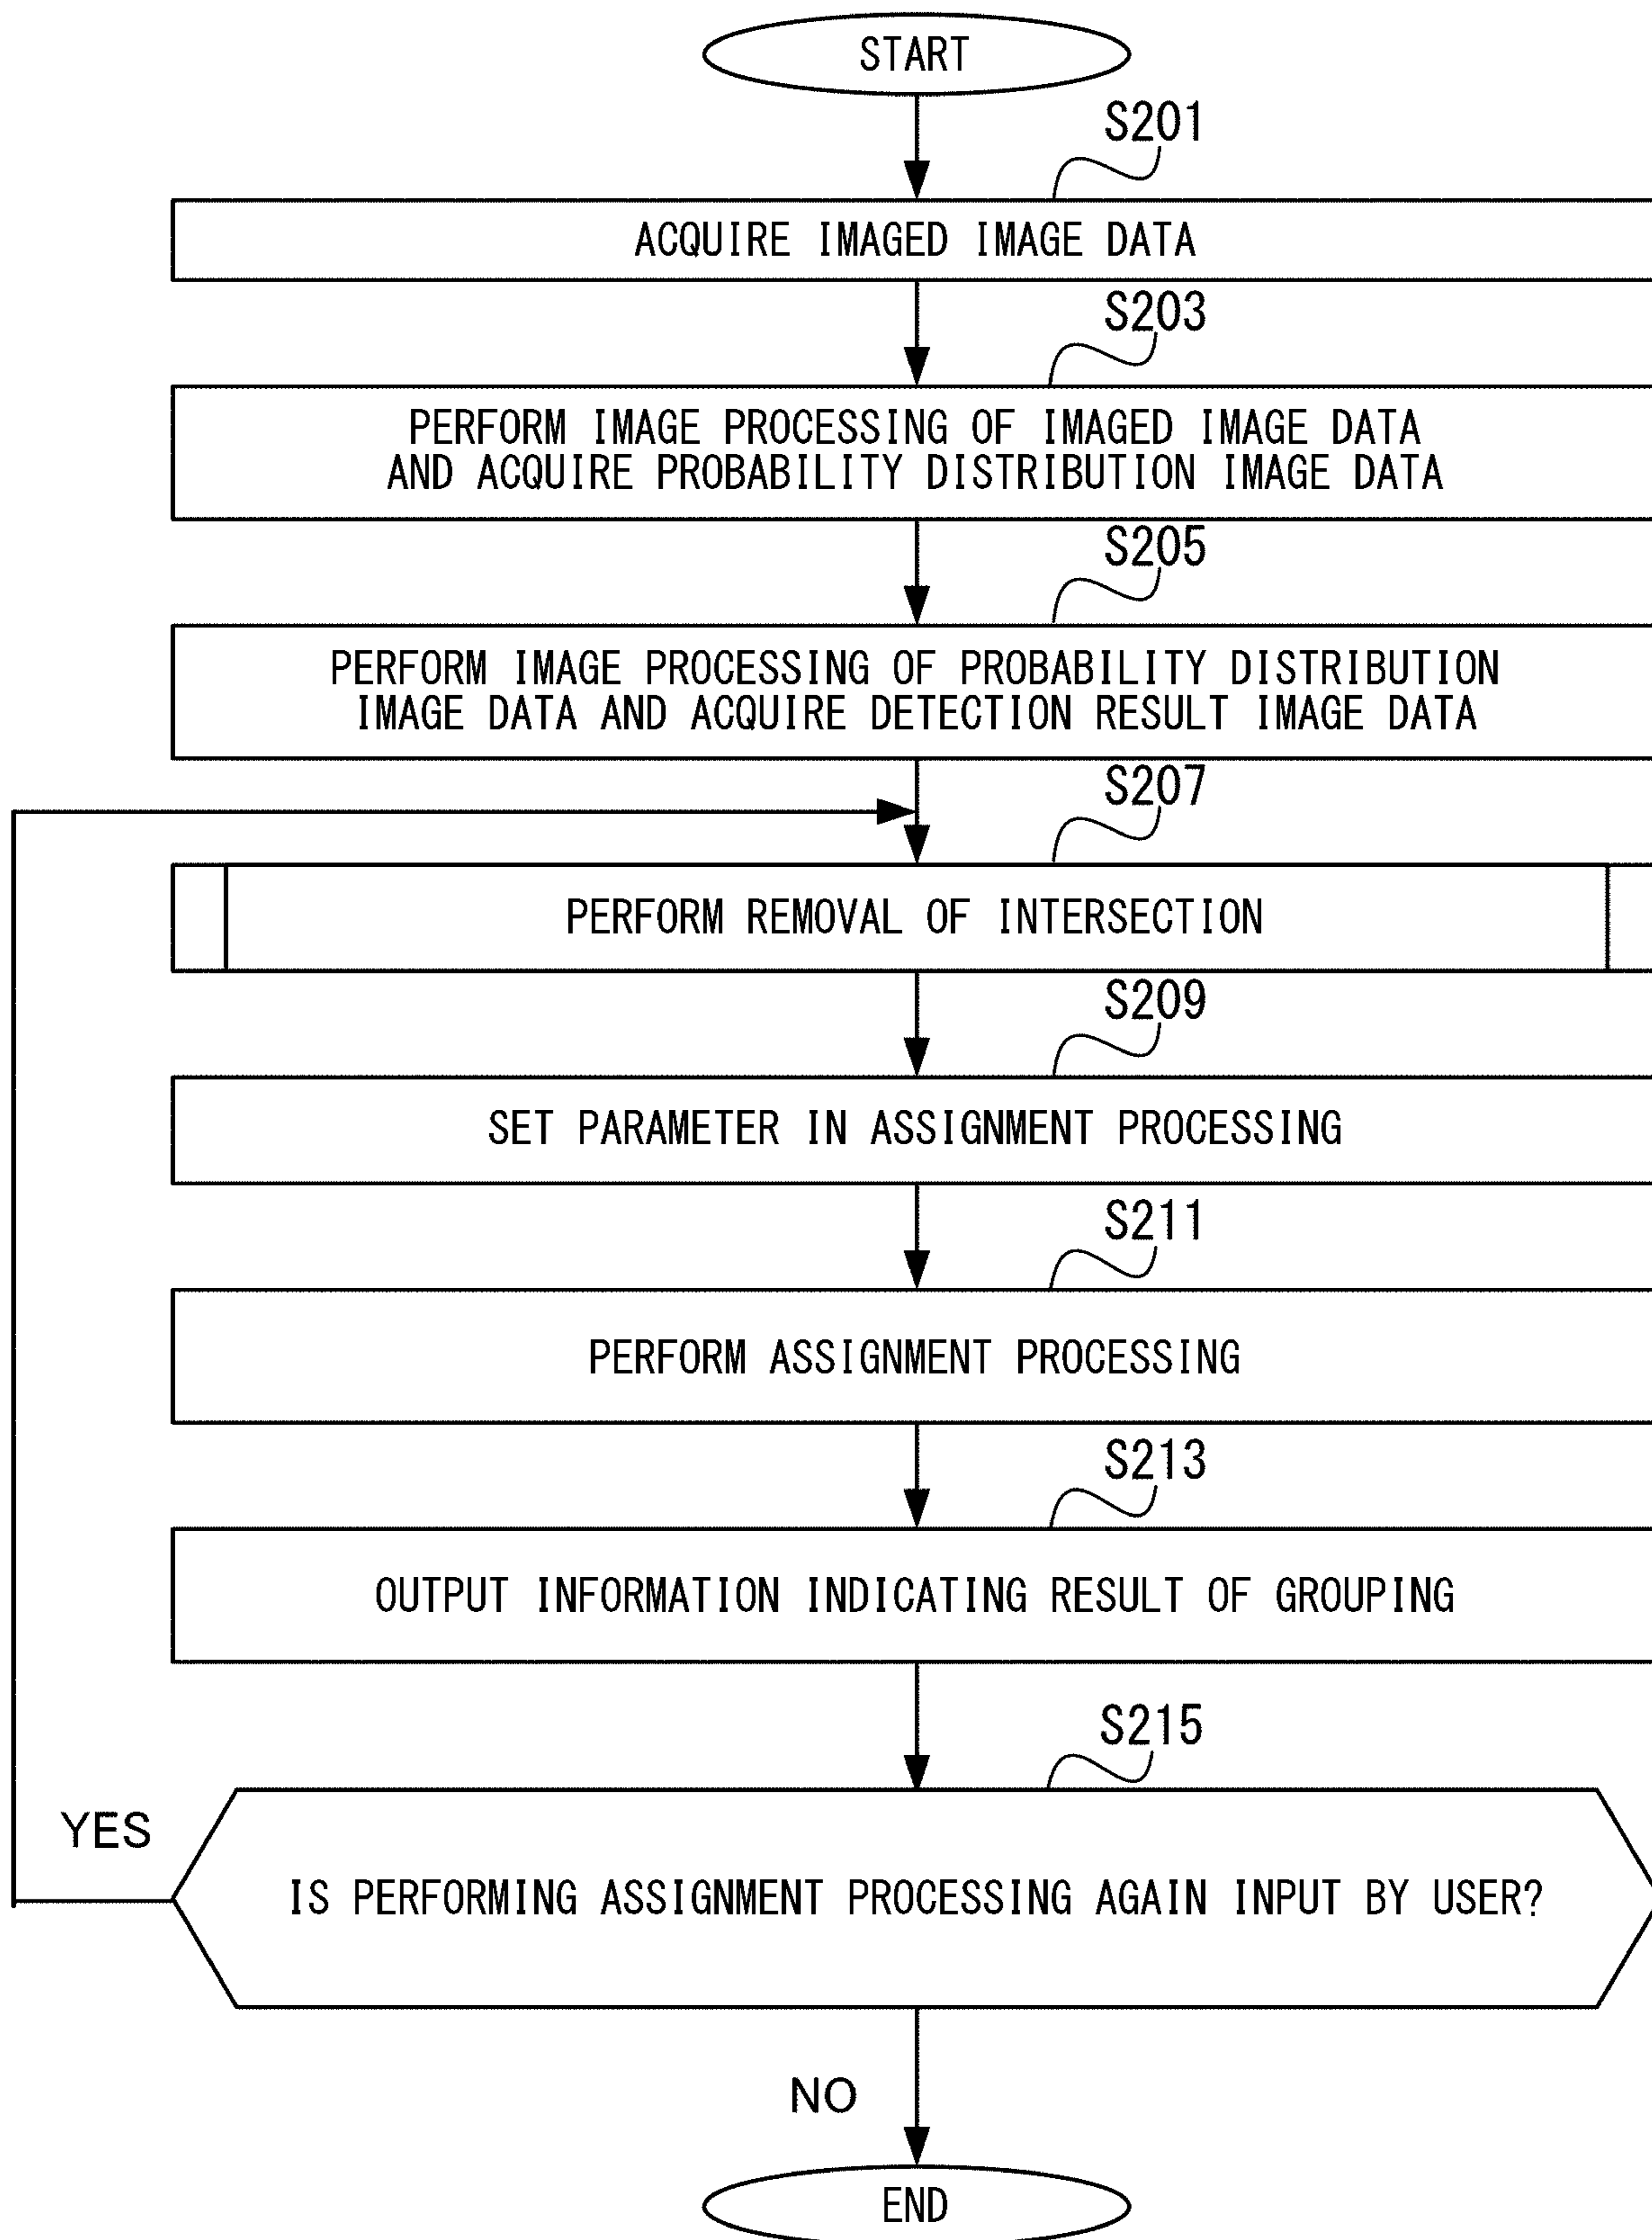 START
S201
ACQUIRE IMAGED IMAGE DATA
S203
PERFORM IMAGE PROCESSING OF IMAGED IMAGE DATA
AND ACQUIRE PROBABILITY DISTRIBUTION IMAGE DATA
S205
PERFORM IMAGE PROCESSING OF PROBABILITY DISTRIBUTION
IMAGE DATA AND ACQUIRE DETECTION RESULT IMAGE DATA
S207
PERFORM REMOVAL OF INTERSECTION
S209
SET PARAMETER IN ASSIGNMENT PROCESSING
S211
PERFORM ASSIGNMENT PROCESSING
S213
OUTPUT INFORMATION INDICATING RESULT OF GROUPING
S215
YES
IS PERFORMING ASSIGNMENT PROCESSING AGAIN INPUT BY USER?
NO
END